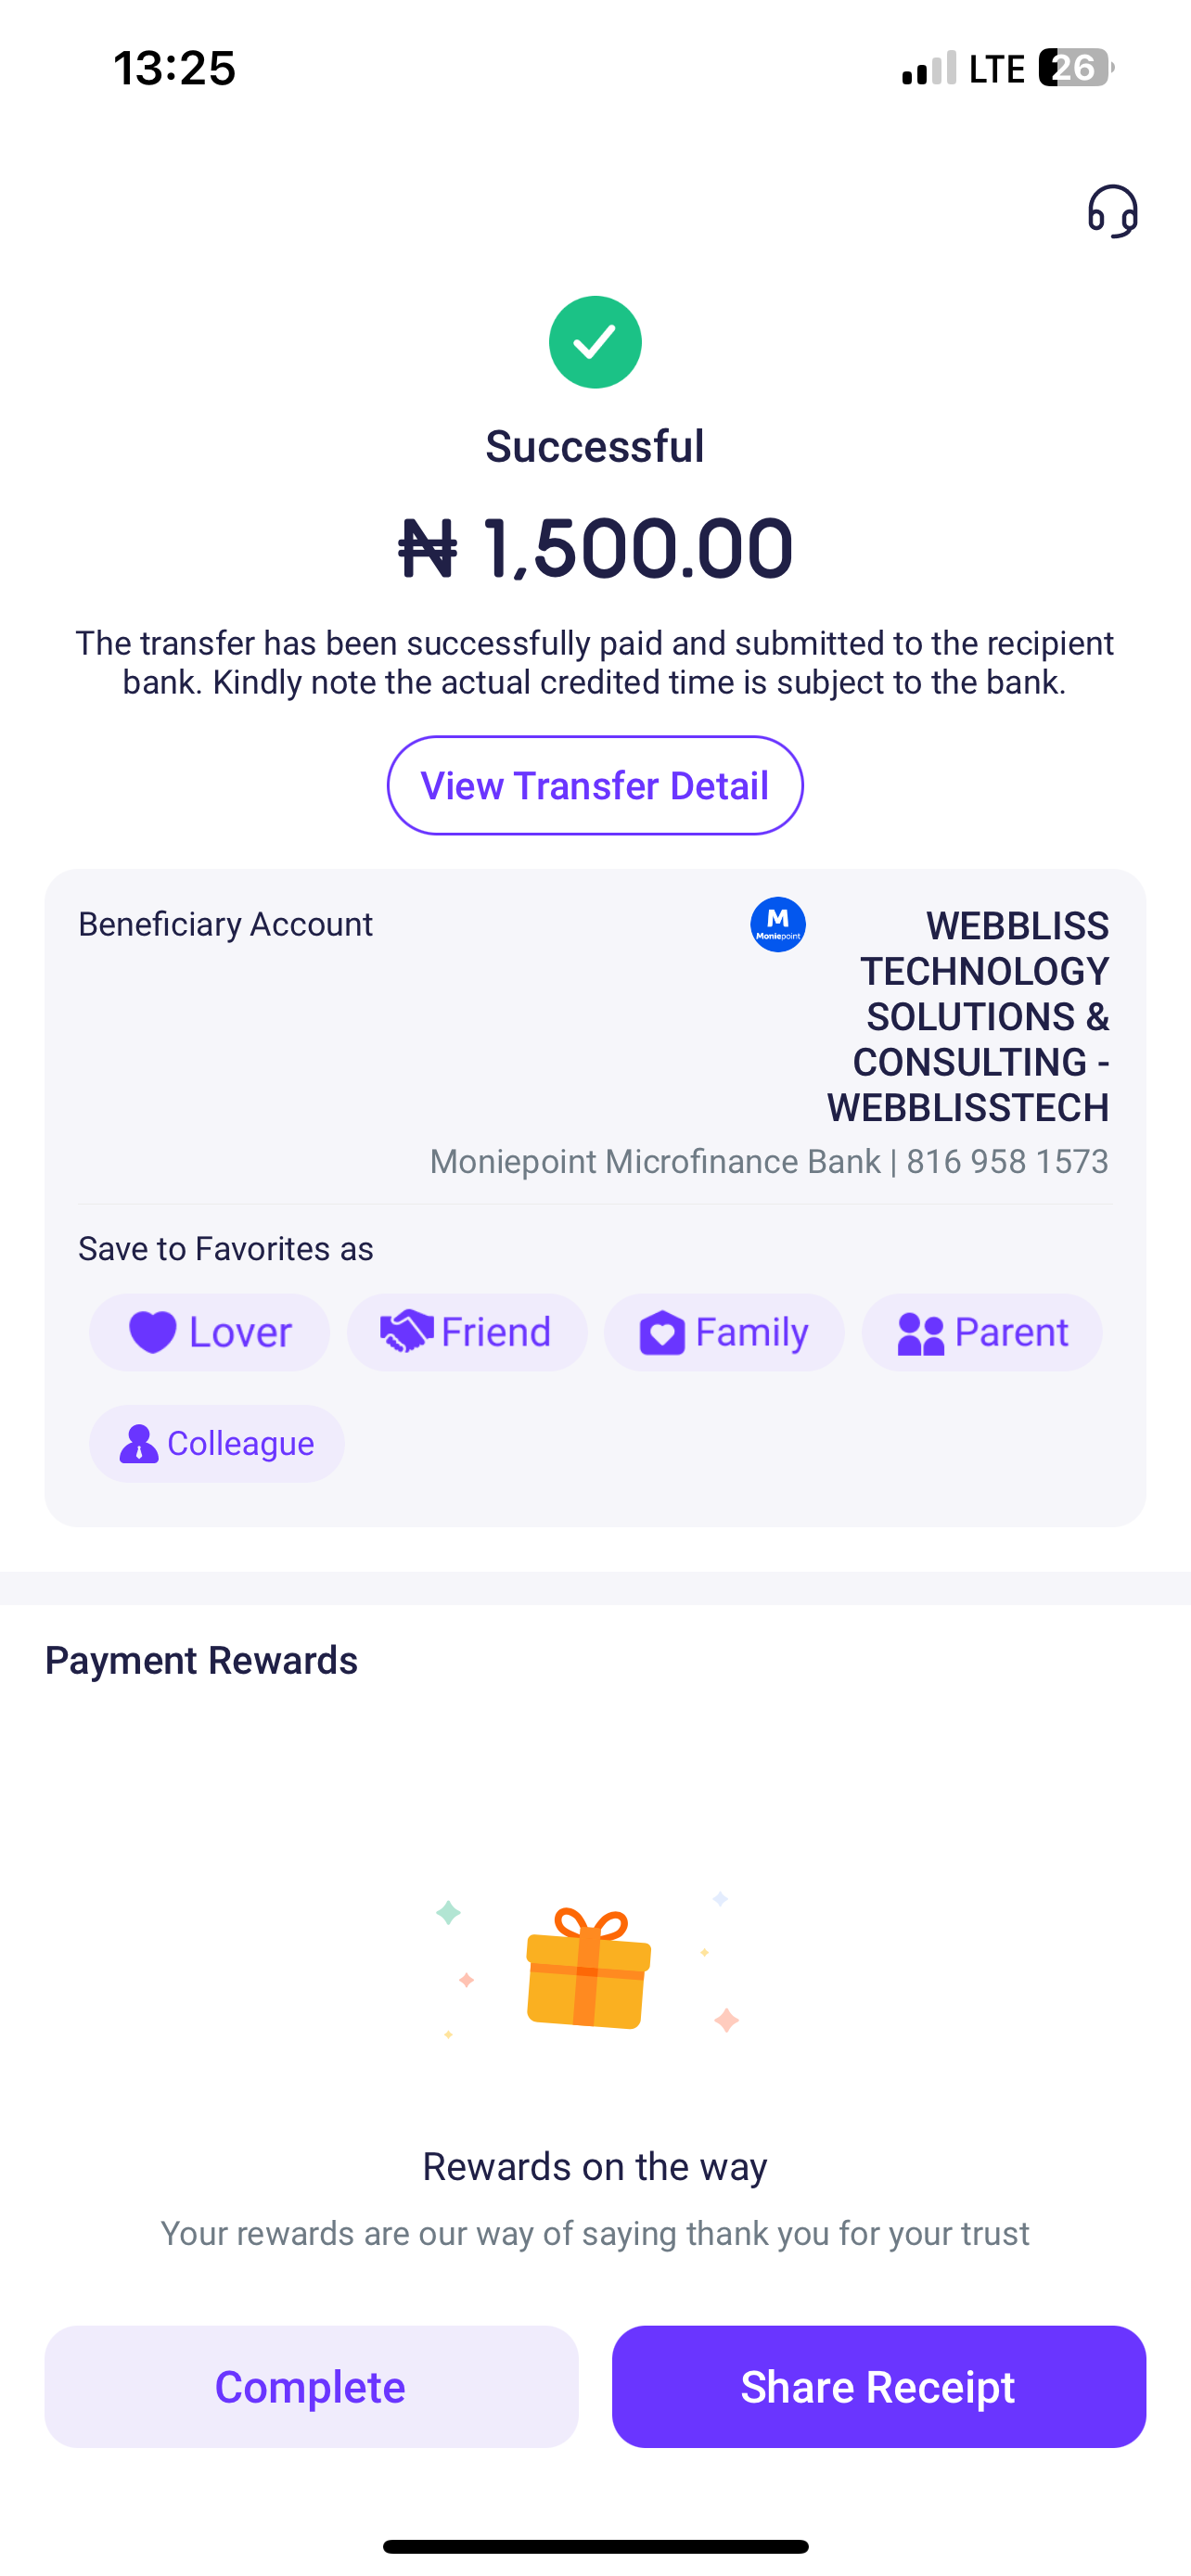 13:25
LTE 26
Successful
₦ 1,500.00
The transfer has been successfully paid and submitted to the recipient
bank. Kindly note the actual credited time is subject to the bank.
View Transfer Detail
Beneficiary Account
M
Moniepoint
WEBBLISS
TECHNOLOGY
SOLUTIONS &
CONSULTING -
WEBBLISSTECH
Moniepoint Microfinance Bank | 816 958 1573
Save to Favorites as
Lover Friend Family Parent
Colleague
Payment Rewards
Rewards on the way
Your rewards are our way of saying thank you for your trust
Complete Share Receipt